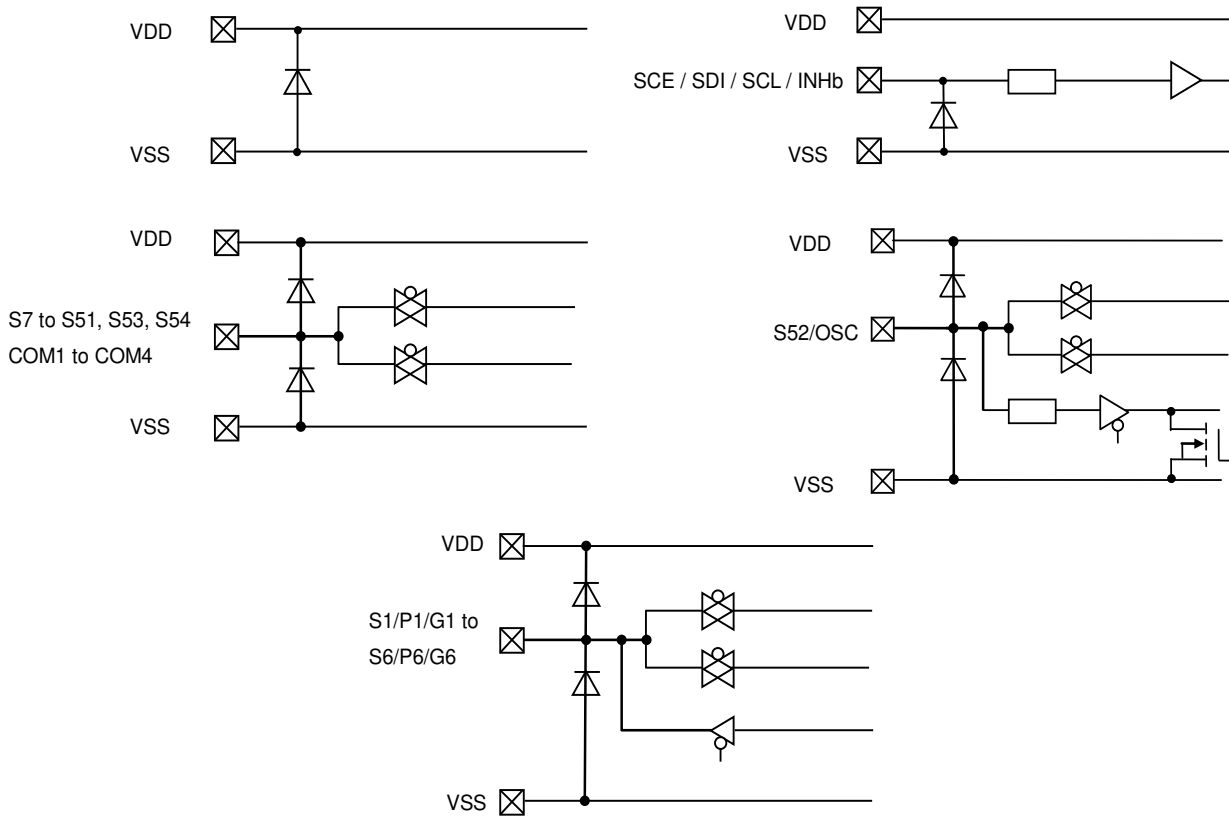 VDD
VSS
VDD
SCE / SDI / SCL / INHb
VSS
VDD
S7 to S51, S53, S54
COM1 to COM4
VSS
VDD
S52/OSC
VSS
VDD
S1/P1/G1 to
S6/P6/G6
VSS